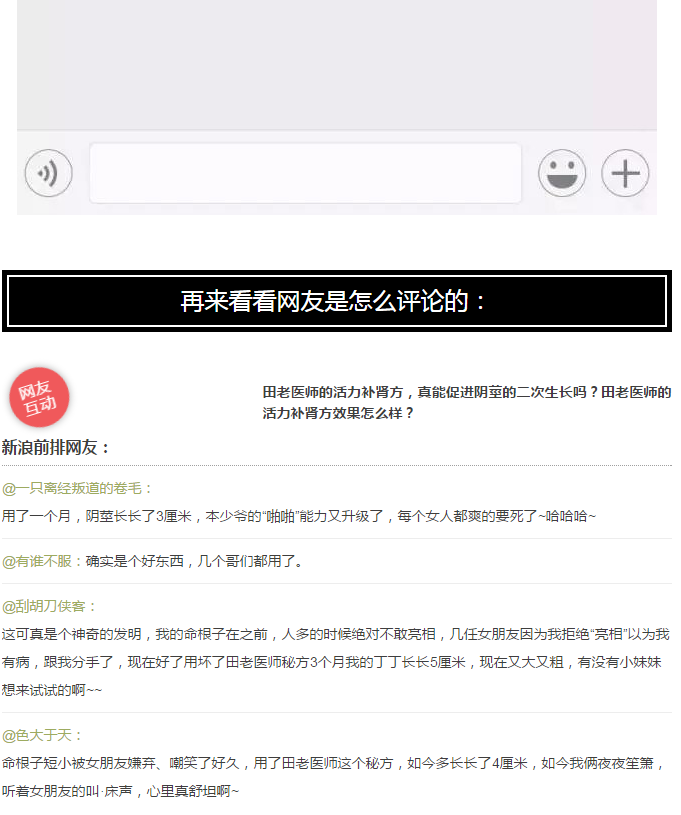 再来看看网友是怎么评论的：
网友
互动
田老医师的活力补肾方，真能促进阴茎的二次生长吗？田老医师的
活力补肾方效果怎么样？
新浪前排网友：
@一只离经叛道的卷毛：
用了一个月，阴茎长长了3厘米，本少爷的“啪啪”能力又升级了，每个女人都爽的要死了~哈哈哈~
@有谁不服：确实是个好东西，几个哥们都用了。
@刮胡刀侠客：
这可真是个神奇的发明，我的命根子在之前，人多的时候绝对不敢亮相，几任女朋友因为我拒绝“亮相”以为我
有病，跟我分手了，现在好了用坏了田老医师秘方3个月我的丁丁长长5厘米，现在又大又粗，有没有小妹妹
想来试试的啊~~
@色大于天：
命根子短小被女朋友嫌弃、嘲笑了好久，用了田老医师这个秘方，如今多长长了4厘米，如今我俩夜夜笙箫，
听着女朋友的叫·床声，心里真舒坦啊~